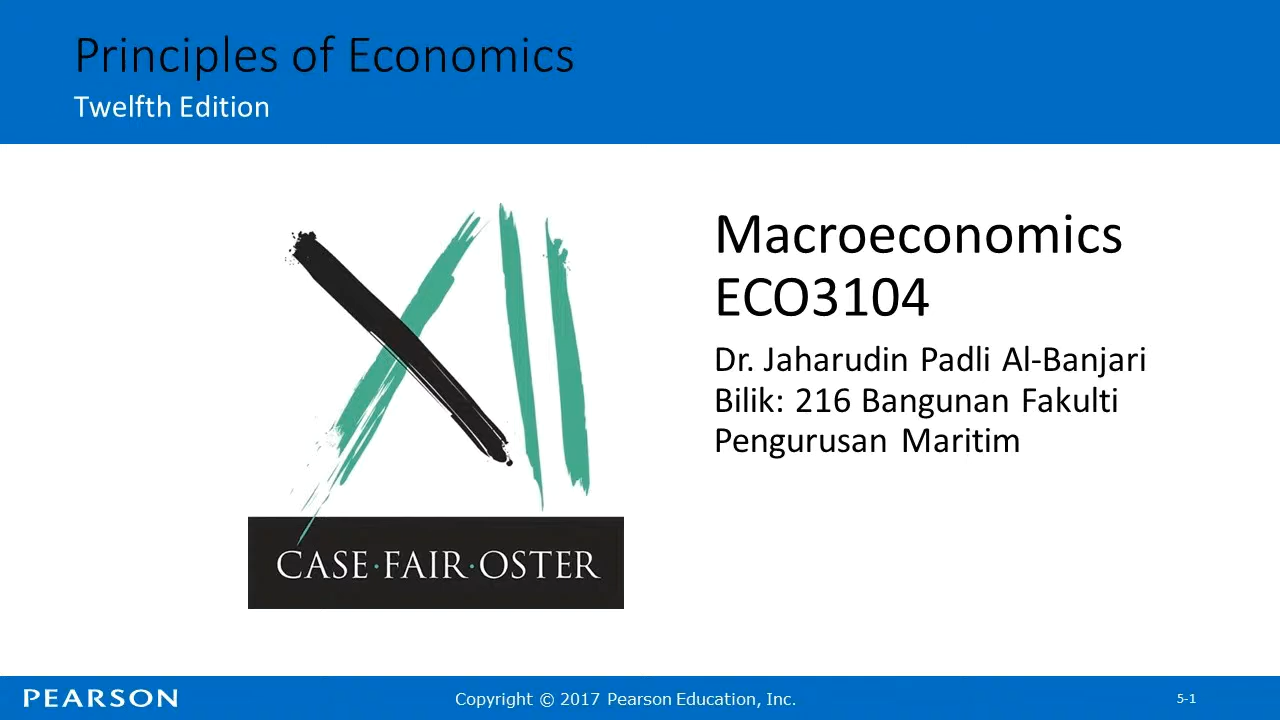 Principles of Economics
Twelfth Edition
XII
CASE·FAIR·OSTER
Macroeconomics
ECO3104
Dr. Jaharudin Padli Al-Banjari
Bilik: 216 Bangunan Fakulti
Pengurusan Maritim
PEARSON
Copyright © 2017 Pearson Education, Inc.
5-1